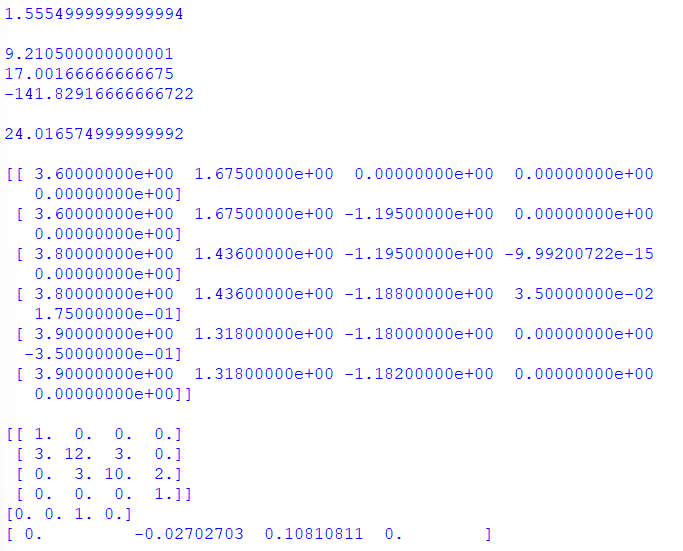 1.5554999999999994
9.210500000000001
17.00166666666675
-141.82916666666722
24.016574999999992
[[ 3.60000000e+00  1.67500000e+00  0.00000000e+00  0.00000000e+00
   0.00000000e+00]
 [ 3.60000000e+00  1.67500000e+00 -1.19500000e+00  0.00000000e+00
   0.00000000e+00]
 [ 3.80000000e+00  1.43600000e+00 -1.19500000e+00 -9.99200722e-15
   0.00000000e+00]
 [ 3.80000000e+00  1.43600000e+00 -1.18800000e+00  3.50000000e-02
   1.75000000e-01]
 [ 3.90000000e+00  1.31800000e+00 -1.18000000e+00  0.00000000e+00
  -3.50000000e-01]
 [ 3.90000000e+00  1.31800000e+00 -1.18200000e+00  0.00000000e+00
   0.00000000e+00]]
[[ 1.  0.  0.  0.]
 [ 3. 12.  3.  0.]
 [ 0.  3. 10.  2.]
 [ 0.  0.  0.  1.]]
[0. 0. 1. 0.]
[ 0.         -0.02702703  0.10810811  0.        ]